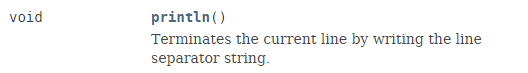 void println()
Terminates the current line by writing the line
separator string.